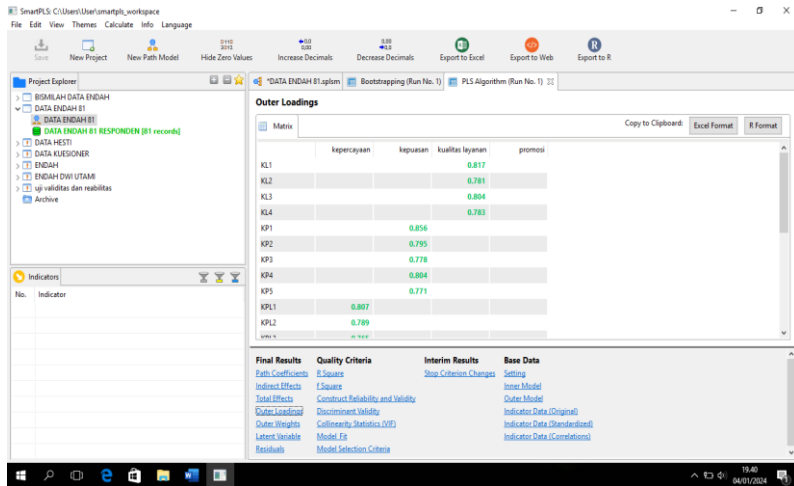 SmartPLS: C:\Users\User\smartpls_workspace
File Edit View Themes Calculate Info Language
Save New Project New Path Model Hide Zero Values Increase Decimals Decrease Decimals Export to Excel Export to Web Export to R
Project Explorer
BISMILAH DATA ENDAH
DATA ENDAH 81
DATA ENDAH 81
DATA ENDAH 81 RESPONDEN [81 records]
DATA HESTI
DATA KUESIONER
ENDAH
ENDAH DWI UTAMI
uji validitas dan reabilitas
Archive
Indicators
No. Indicator
*DATA ENDAH 81.splsm Bootstrapping (Run No. 1) PLS Algorithm (Run No. 1)
Outer Loadings
Matrix Copy to Clipboard: Excel Format R Format
kepercayaan kepuasan kualitas layanan promosi
KL1 0.817
KL2 0.781
KL3 0.804
KL4 0.783
KP1 0.856
KP2 0.795
KP3 0.778
KP4 0.804
KP5 0.771
KPL1 0.807
KPL2 0.789
Final Results Quality Criteria Interim Results Base Data
Path Coefficients R Square Stop Criterion Changes Setting
Indirect Effects f Square Inner Model
Total Effects Construct Reliability and Validity Outer Model
Outer Loadings Discriminant Validity Indicator Data (Original)
Outer Weights Collinearity Statistics (VIF) Indicator Data (Standardized)
Latent Variable Model_Fit Indicator Data (Correlations)
Residuals Model Selection Criteria
19.40
04/01/2024